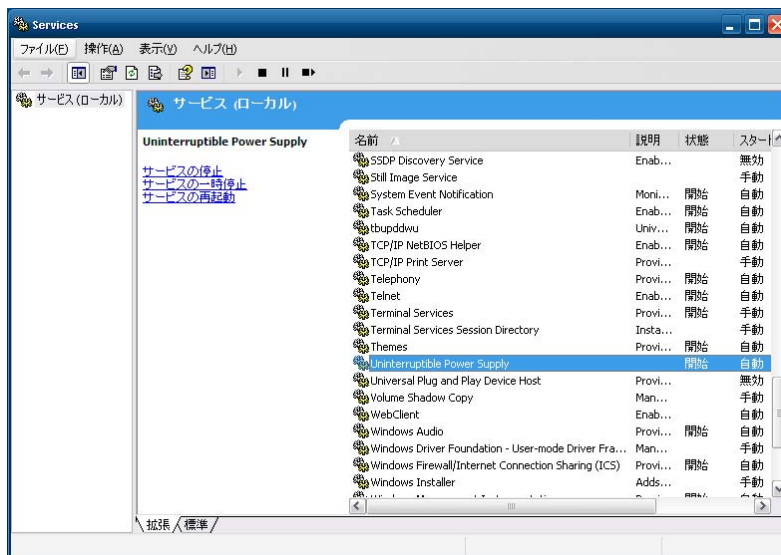 Services
ファイル(F) 操作(A) 表示(V) ヘルプ(H)
サービス (ローカル)
サービス (ローカル)
Uninterruptible Power Supply
サービスの停止
サービスの一時停止
サービスの再起動
名前 説明 状態 スタート
SSDP Discovery Service Enab... 無効
Still Image Service 手動
System Event Notification Moni... 開始 自動
Task Scheduler Enab... 開始 自動
tbupddwu Univ... 開始 自動
TCP/IP NetBIOS Helper Enab... 開始 自動
TCP/IP Print Server Provi... 手動
Telephony Provi... 開始 自動
Telnet Enab... 開始 自動
Terminal Services Provi... 開始 手動
Terminal Services Session Directory Insta... 手動
Themes Provi... 開始 自動
Uninterruptible Power Supply 開始 自動
Universal Plug and Play Device Host Provi... 無効
Volume Shadow Copy Man... 手動
WebClient Enab... 自動
Windows Audio Provi... 開始 自動
Windows Driver Foundation - User-mode Driver Fra... Man... 手動
Windows Firewall/Internet Connection Sharing (ICS) Provi... 開始 自動
Windows Installer Adds... 手動
拡張 標準